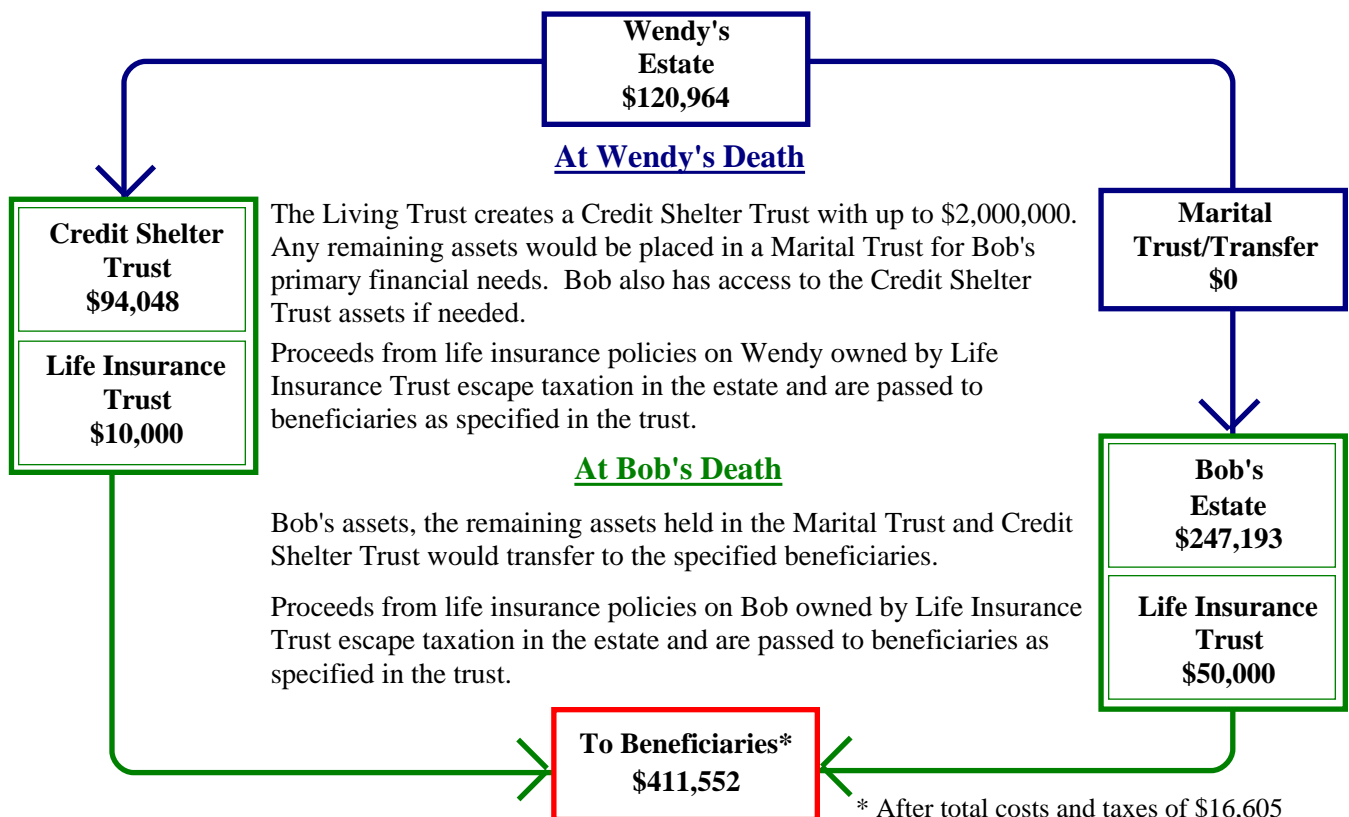 Wendy's
Estate
$120,964
At Wendy's Death
Credit Shelter
Trust
$94,048
Life Insurance
Trust
$10,000
The Living Trust creates a Credit Shelter Trust with up to $2,000,000.
Any remaining assets would be placed in a Marital Trust for Bob's
primary financial needs.  Bob also has access to the Credit Shelter
Trust assets if needed.
Proceeds from life insurance policies on Wendy owned by Life
Insurance Trust escape taxation in the estate and are passed to
beneficiaries as specified in the trust.
Marital
Trust/Transfer
$0
At Bob's Death
Bob's assets, the remaining assets held in the Marital Trust and Credit
Shelter Trust would transfer to the specified beneficiaries.
Proceeds from life insurance policies on Bob owned by Life Insurance
Trust escape taxation in the estate and are passed to beneficiaries as
specified in the trust.
Bob's
Estate
$247,193
Life Insurance
Trust
$50,000
To Beneficiaries*
$411,552
* After total costs and taxes of $16,605